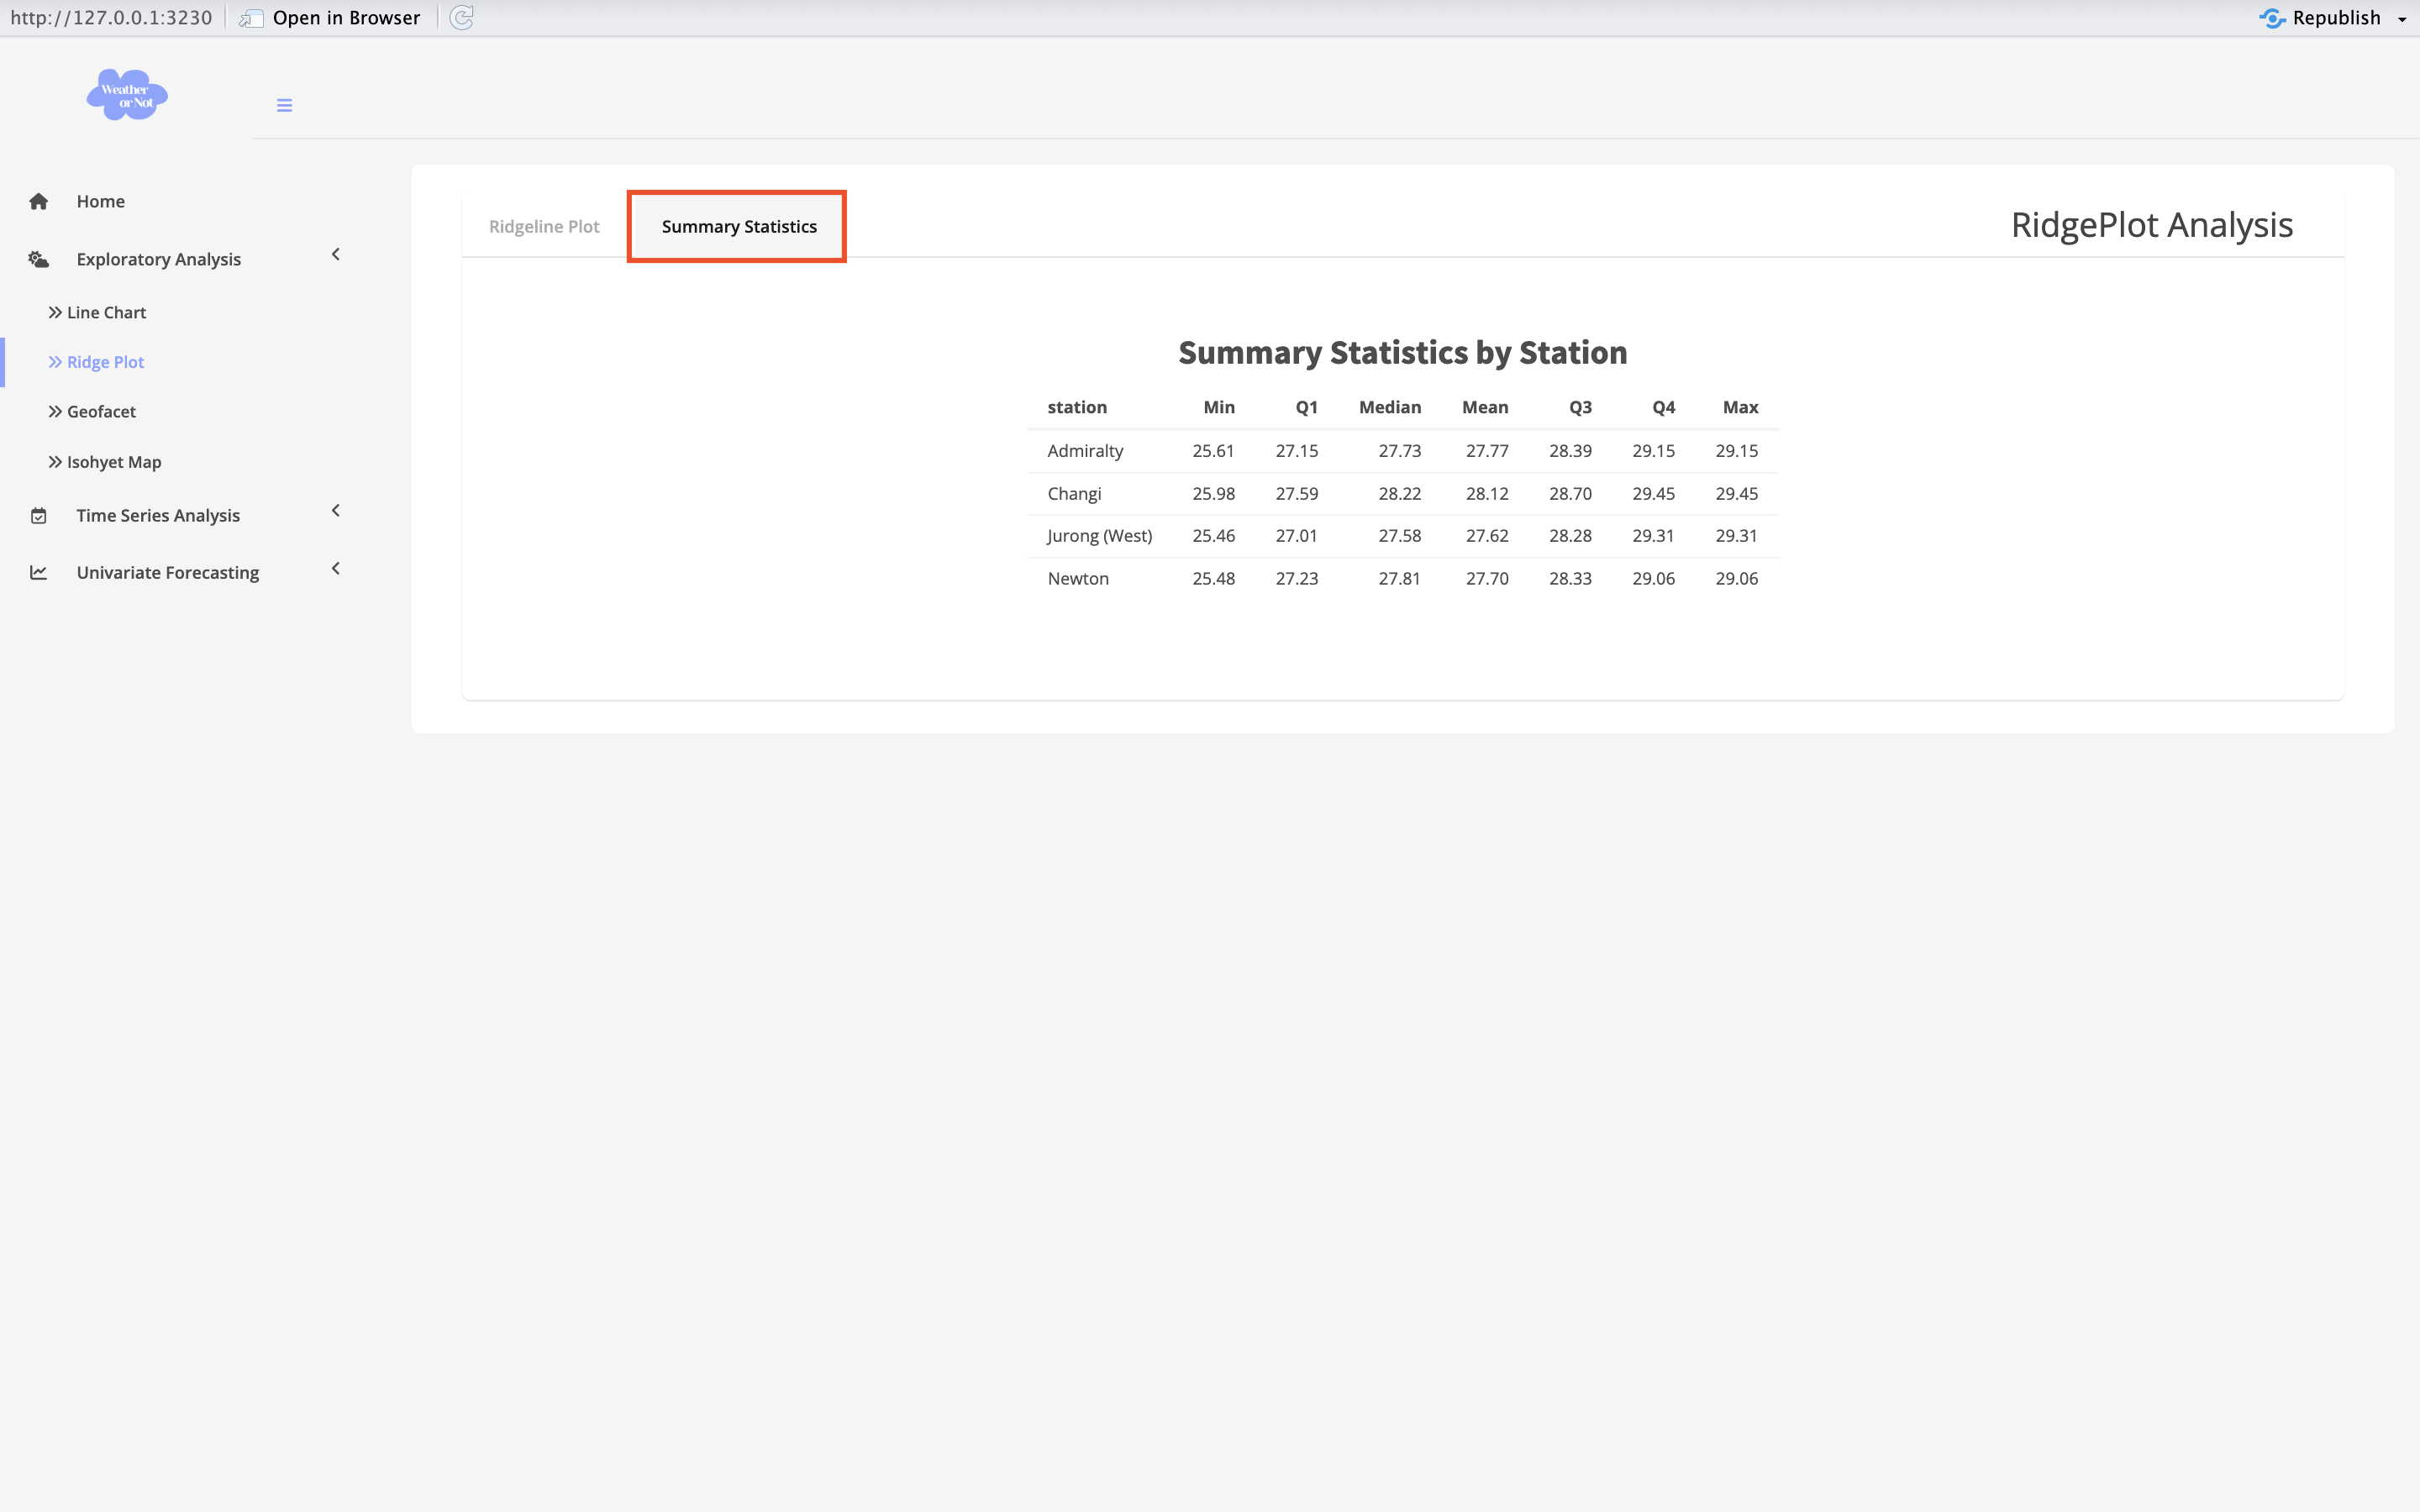 http://127.0.0.1:3230 Open in Browser Republish
Weather
or Not
Home
Exploratory Analysis
Line Chart
Ridge Plot
Geofacet
Isohyet Map
Time Series Analysis
Univariate Forecasting
Ridgeline Plot Summary Statistics RidgePlot Analysis
Summary Statistics by Station
station Min Q1 Median Mean Q3 Q4 Max
Admiralty 25.61 27.15 27.73 27.77 28.39 29.15 29.15
Changi 25.98 27.59 28.22 28.12 28.70 29.45 29.45
Jurong (West) 25.46 27.01 27.58 27.62 28.28 29.31 29.31
Newton 25.48 27.23 27.81 27.70 28.33 29.06 29.06